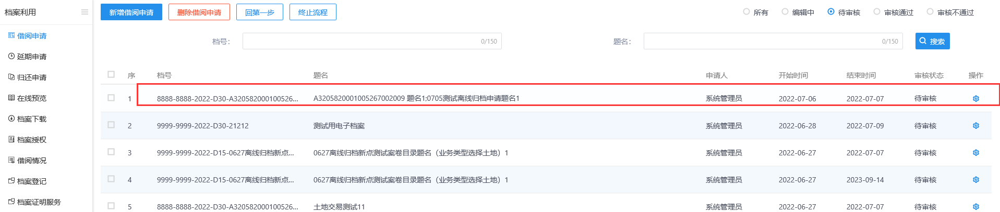 档案利用
借阅申请
延期申请
归还申请
在线预览
档案下载
档案授权
借阅情况
档案登记
档案证明服务
新增借阅申请 删除借阅申请 回第一步 终止流程
所有 编辑中 待审核 审核通过 审核不通过
档号： 0/150 题名： 0/150 搜索
序 档号 题名 申请人 开始时间 结束时间 审核状态 操作
1 8888-8888-2022-D30-A320582000100526... A3205820001005267002009 题名1;0705测试离线归档申请题名1 系统管理员 2022-07-06 2022-07-07 待审核
2 9999-9999-2022-D30-21212 测试用电子档案 系统管理员 2022-06-28 2022-07-09 待审核
3 9999-9999-2022-D15-0627离线归档新点... 0627离线归档新点测试案卷目录题名（业务类型选择土地）1 系统管理员 2022-06-27 2022-07-07 待审核
4 9999-9999-2022-D15-0627离线归档新点... 0627离线归档新点测试案卷目录题名（业务类型选择土地）1 系统管理员 2022-06-27 2023-09-14 待审核
5 8888-8888-2022-D30-A320582000100526... 土地交易测试11 系统管理员 2022-06-27 2022-07-07 待审核